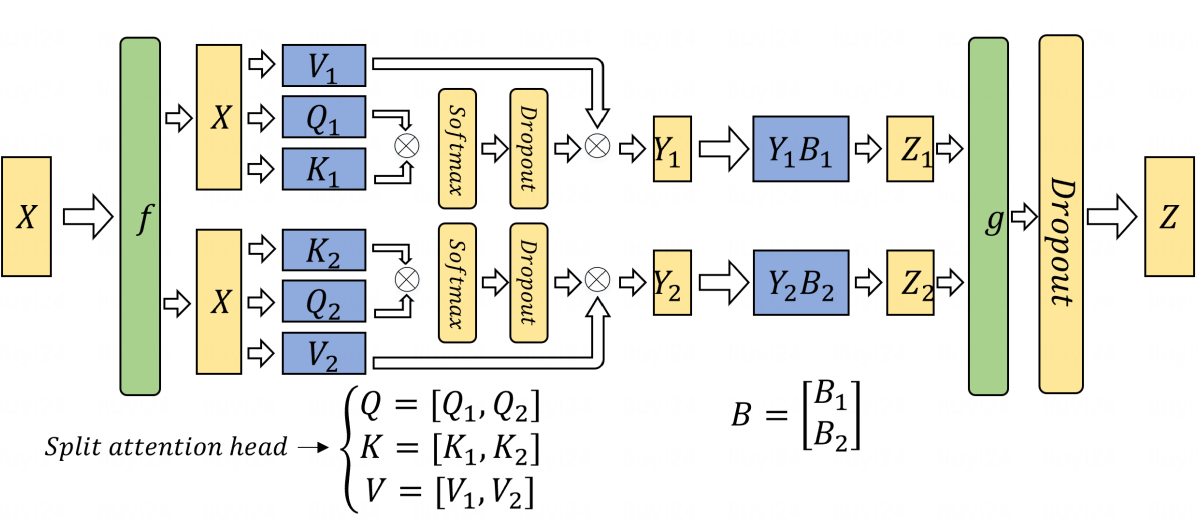 X
f
X
V₁
Q₁
K₁
Softmax
Dropout
Y₁
Y₁B₁
Z₁
X
K₂
Q₂
V₂
Softmax
Dropout
Y₂
Y₂B₂
Z₂
g
Dropout
Z
Split attention head
Q = [Q₁, Q₂]
K = [K₁, K₂]
V = [V₁, V₂]
B = [B₁
B₂]